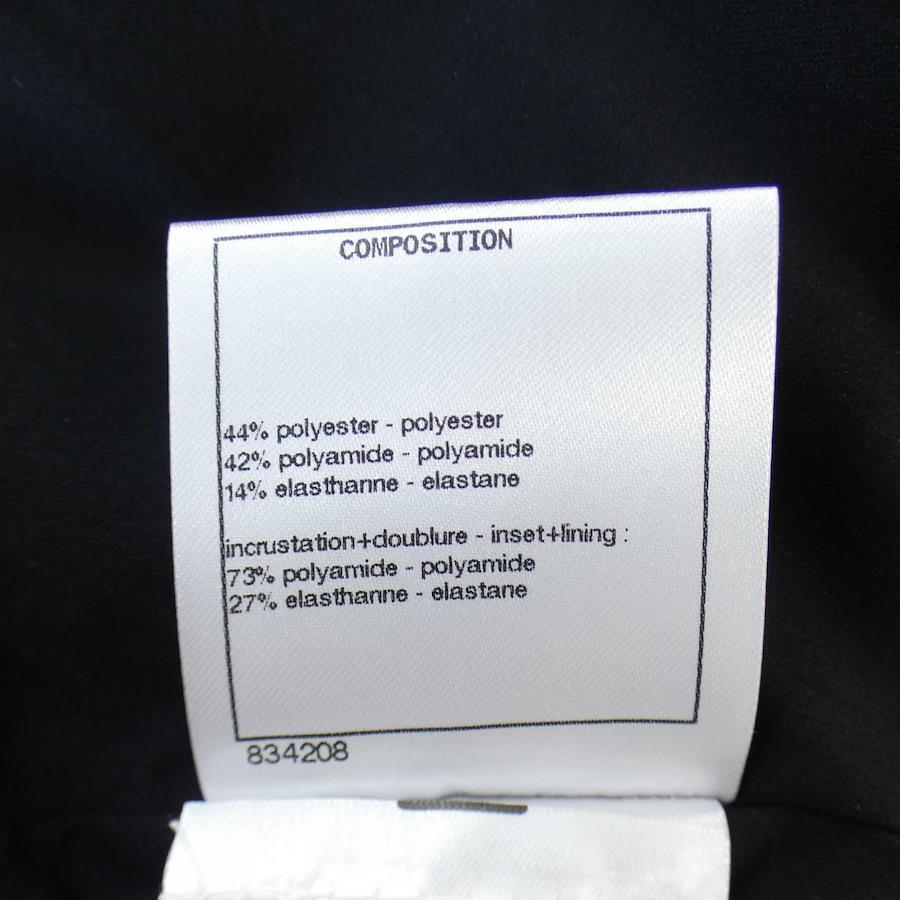 COMPOSITION
44% polyester - polyester
42% polyamide - polyamide
14% elasthanne - elastane
incrustation+doublure - inset+lining :
73% polyamide - polyamide
27% elasthanne - elastane
834208